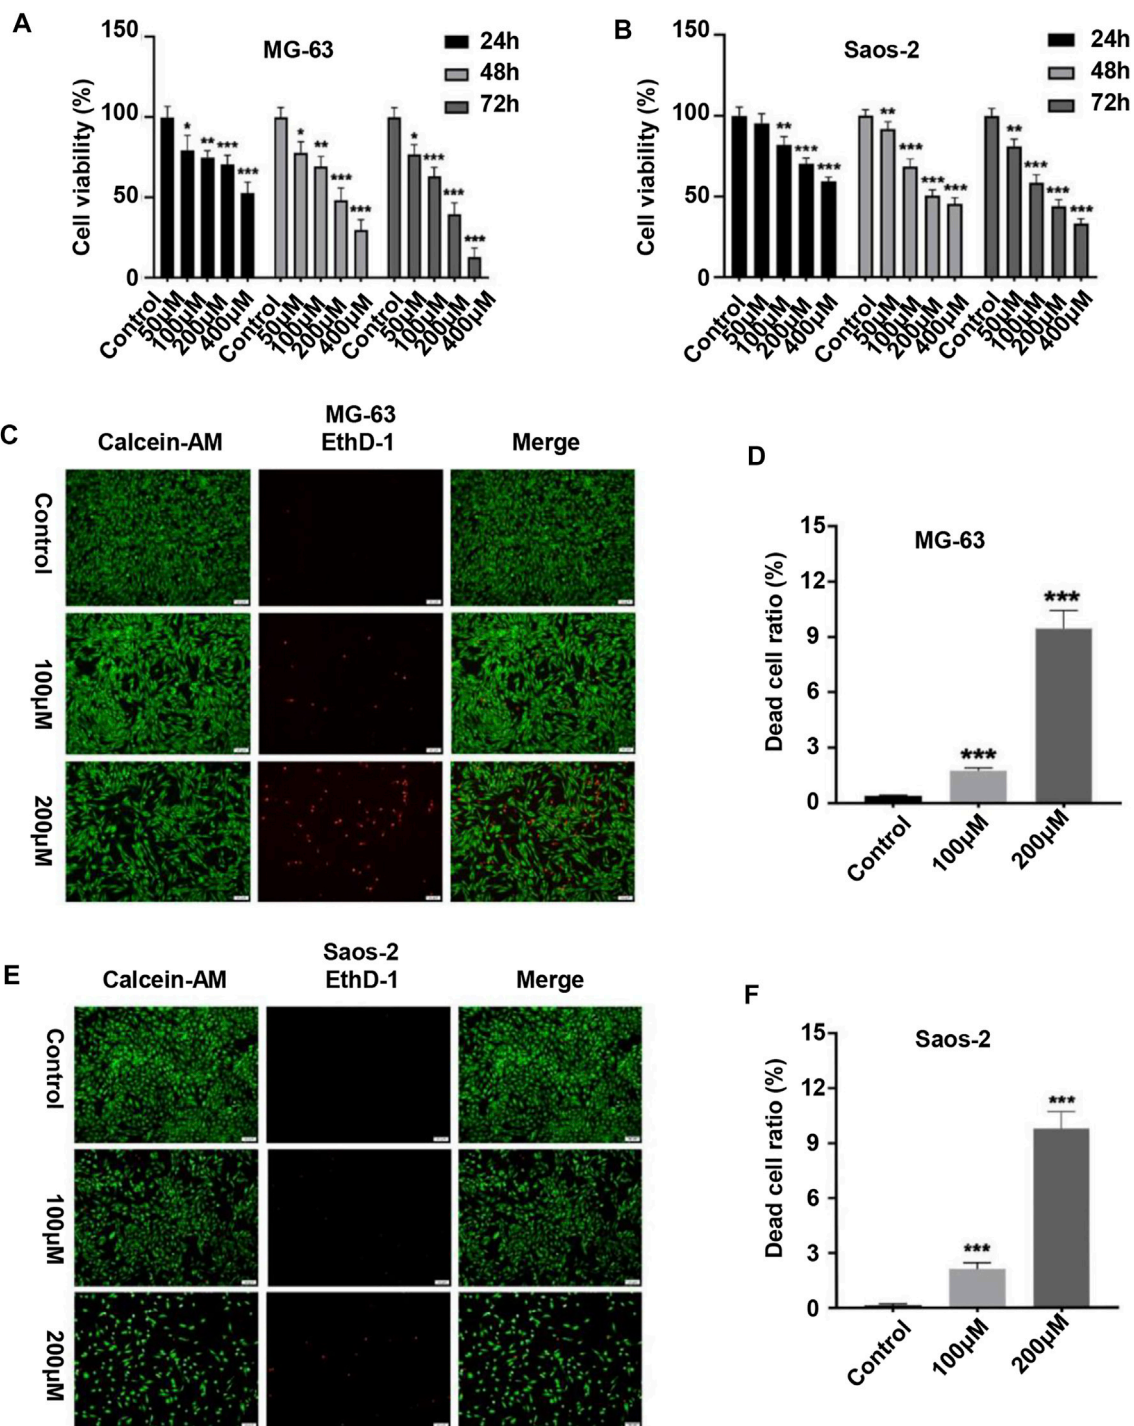 A
MG-63
24h
48h
72h
Cell viability (%)
150
100
50
0
* ** *** ***
* ** *** ***
* *** *** ***
Control 50µM 100µM 200µM 400µM Control 50µM 100µM 200µM 400µM Control 50µM 100µM 200µM 400µM
B
Saos-2
24h
48h
72h
Cell viability (%)
150
100
50
0
** *** ***
** *** *** ***
** *** *** ***
Control 50µM 100µM 200µM 400µM Control 50µM 100µM 200µM 400µM Control 50µM 100µM 200µM 400µM
C
MG-63
Calcein-AM EthD-1 Merge
Control
100µM
200µM
D
MG-63
Dead cell ratio (%)
15
12
9
6
3
0
*** ***
Control 100µM 200µM
E
Saos-2
Calcein-AM EthD-1 Merge
Control
100µM
200µM
F
Saos-2
Dead cell ratio (%)
15
12
9
6
3
0
*** ***
Control 100µM 200µM